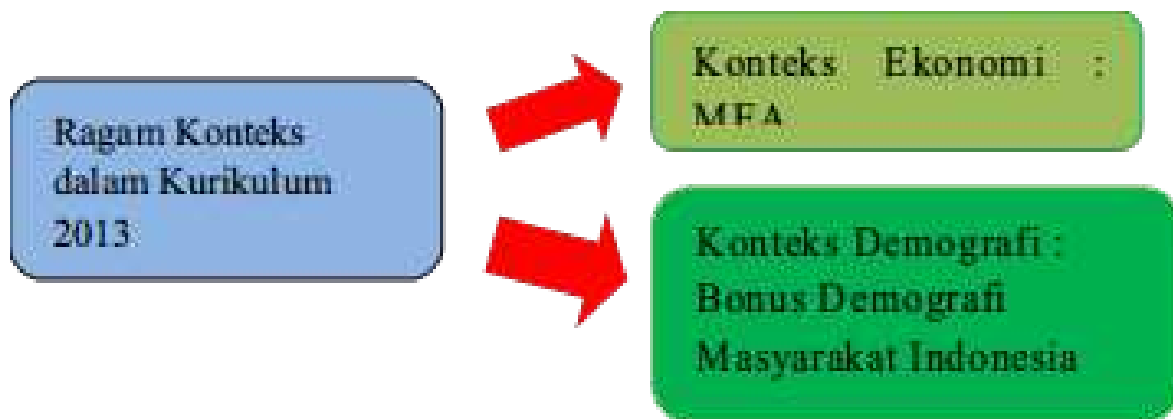 Ragam Konteks
dalam Kurikulum
2013
Konteks Ekonomi :
MEA
Konteks Demografi :
Bonus Demografi
Masyarakat Indonesia